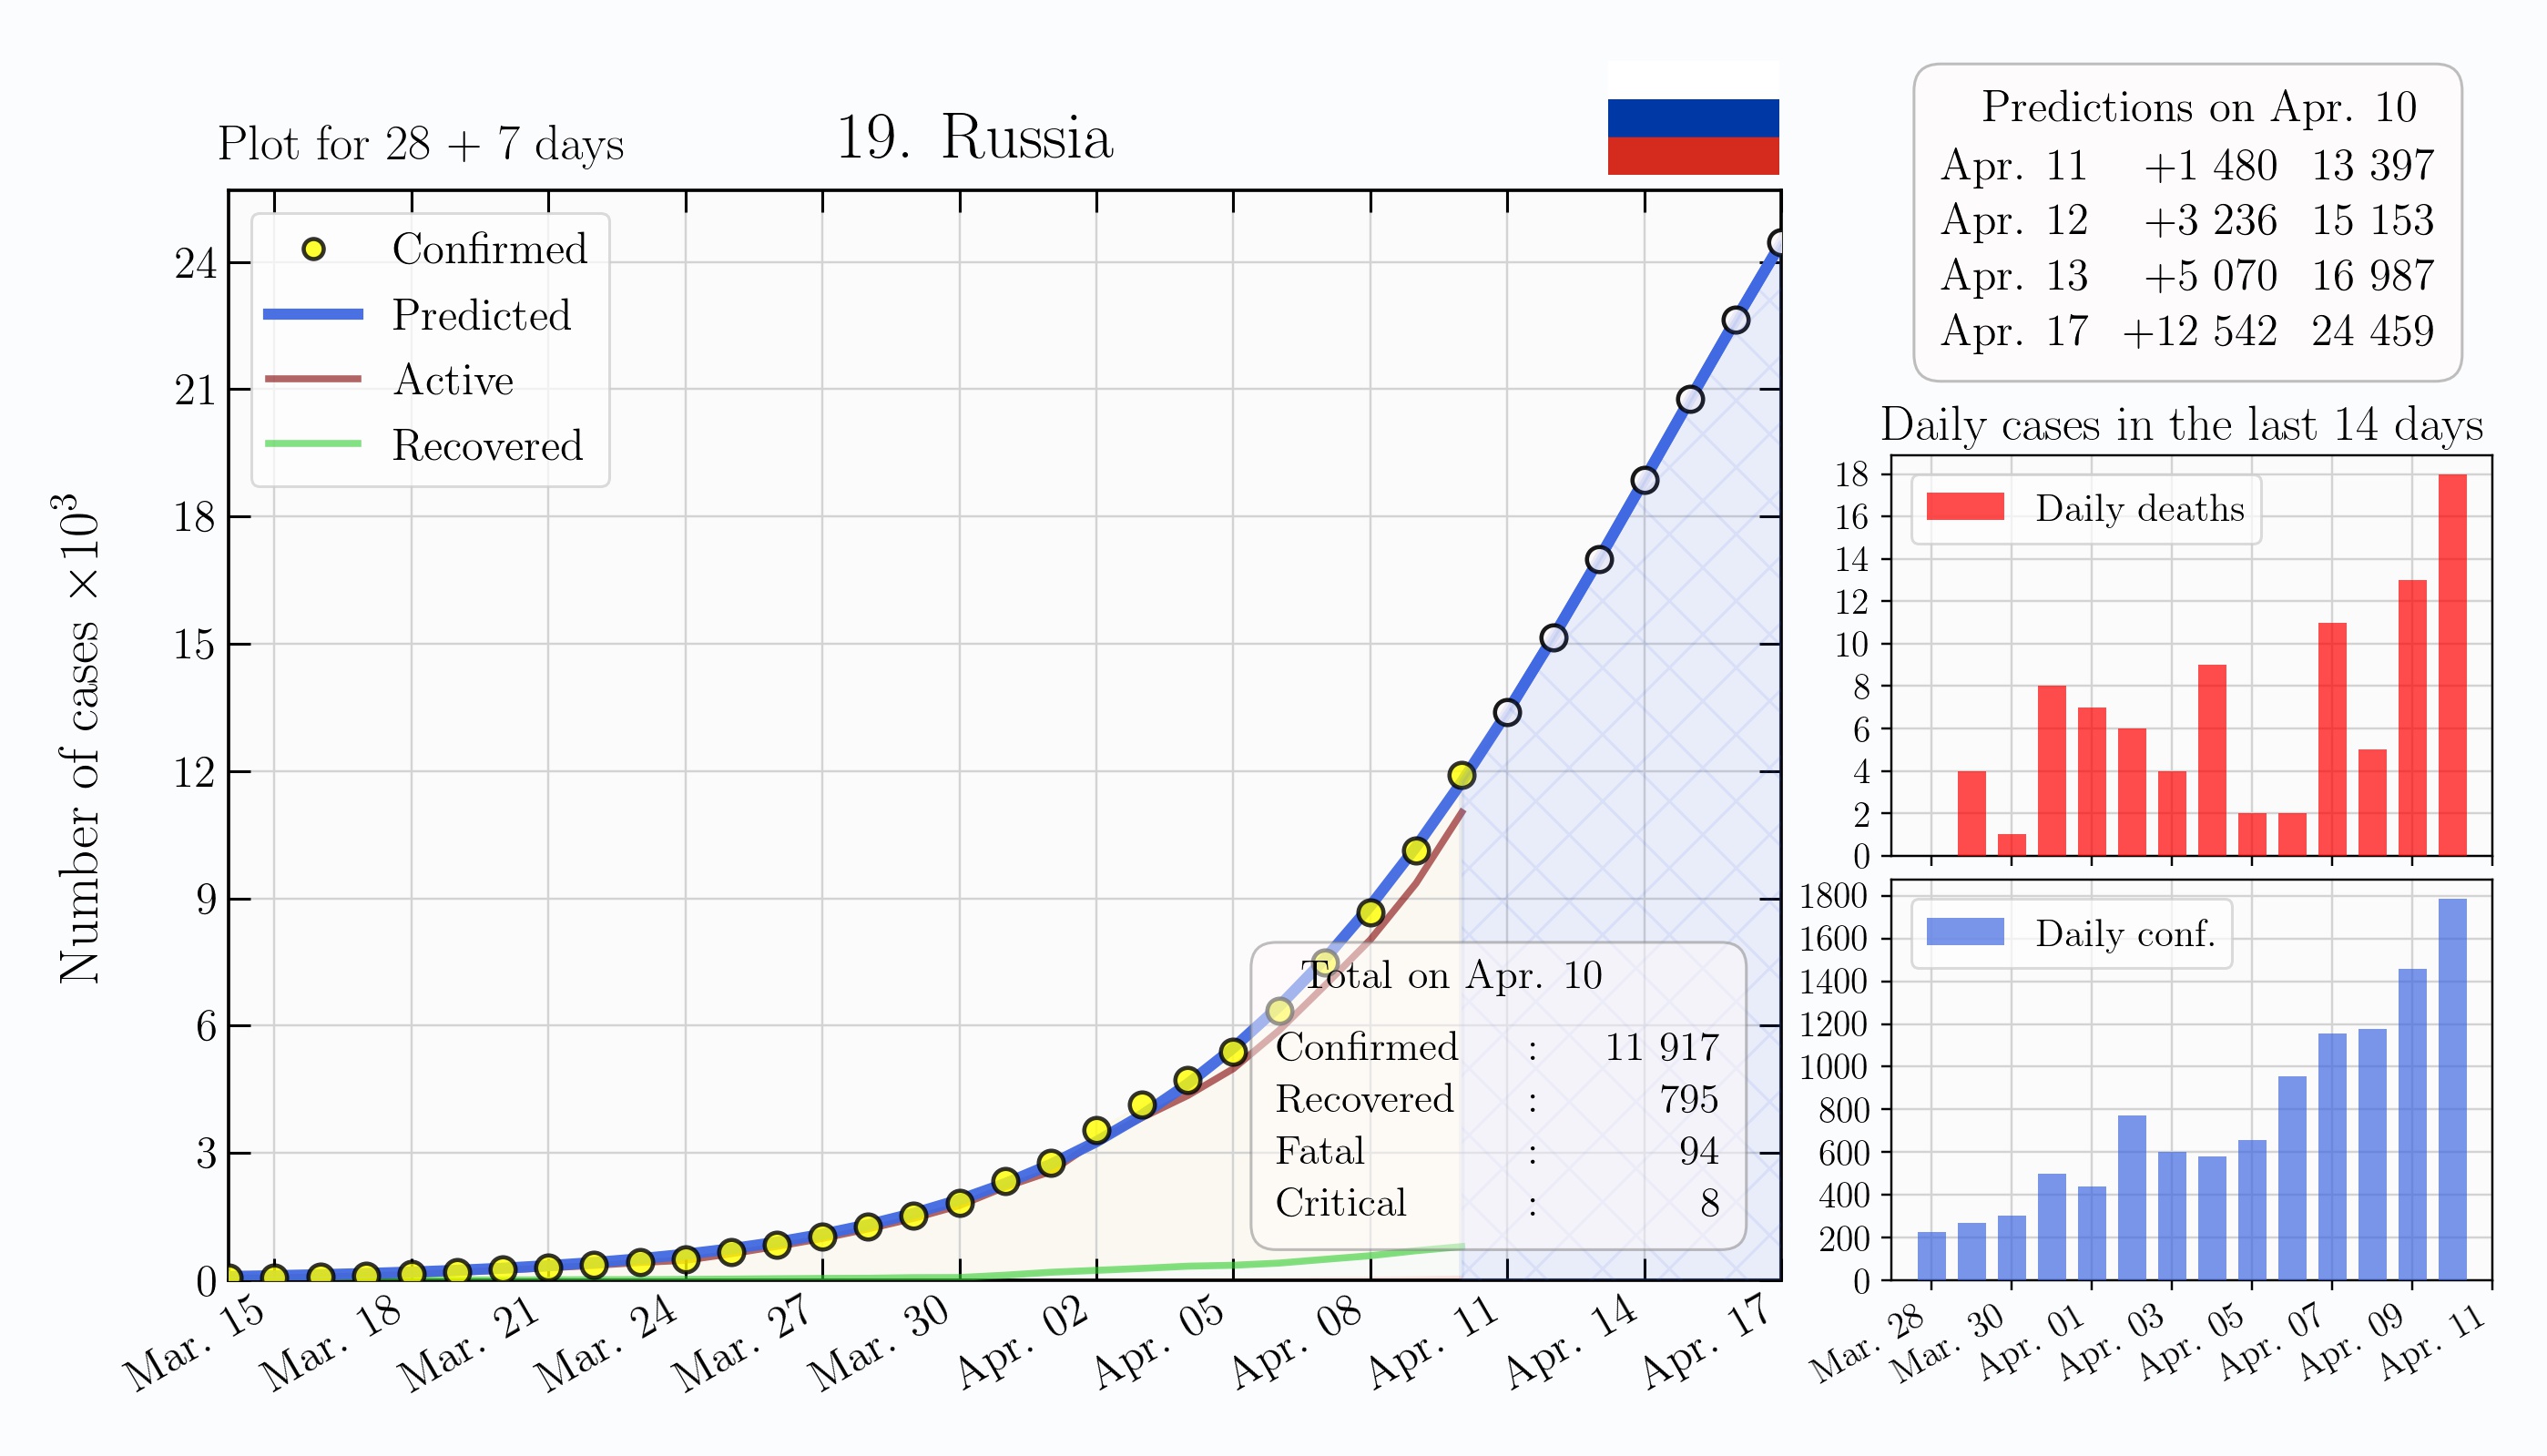 Plot for 28 + 7 days
19. Russia
Number of cases ×10³
Confirmed
Predicted
Active
Recovered
24
21
18
15
12
9
6
3
0
Total on Apr. 10
Confirmed : 11 917
Recovered : 795
Fatal : 94
Critical : 8
Mar. 15
Mar. 18
Mar. 21
Mar. 24
Mar. 27
Mar. 30
Apr. 02
Apr. 05
Apr. 08
Apr. 11
Apr. 14
Apr. 17
Predictions on Apr. 10
Apr. 11 +1 480 13 397
Apr. 12 +3 236 15 153
Apr. 13 +5 070 16 987
Apr. 17 +12 542 24 459
Daily cases in the last 14 days
Daily deaths
18
16
14
12
10
8
6
4
2
0
Daily conf.
1800
1600
1400
1200
1000
800
600
400
200
0
Mar. 28
Mar. 30
Apr. 01
Apr. 03
Apr. 05
Apr. 07
Apr. 09
Apr. 11